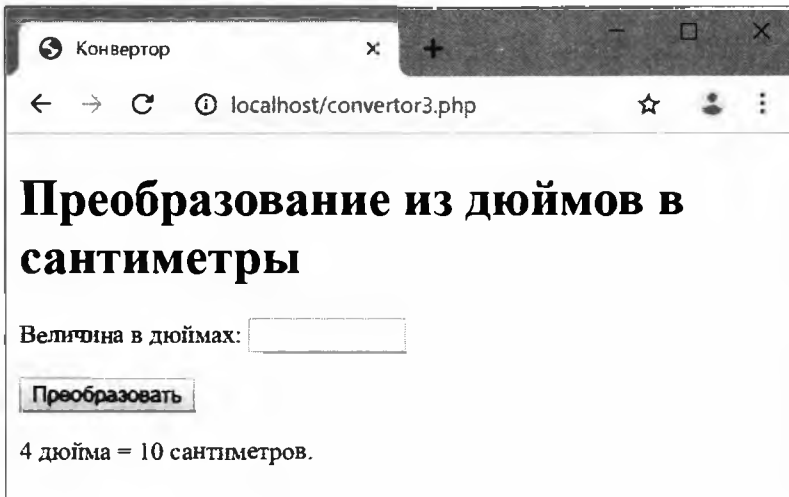 Конвертор
localhost/convertor3.php
Преобразование из дюймов в
сантиметры
Величина в дюймах:
Преобразовать
4 дюйма = 10 сантиметров.